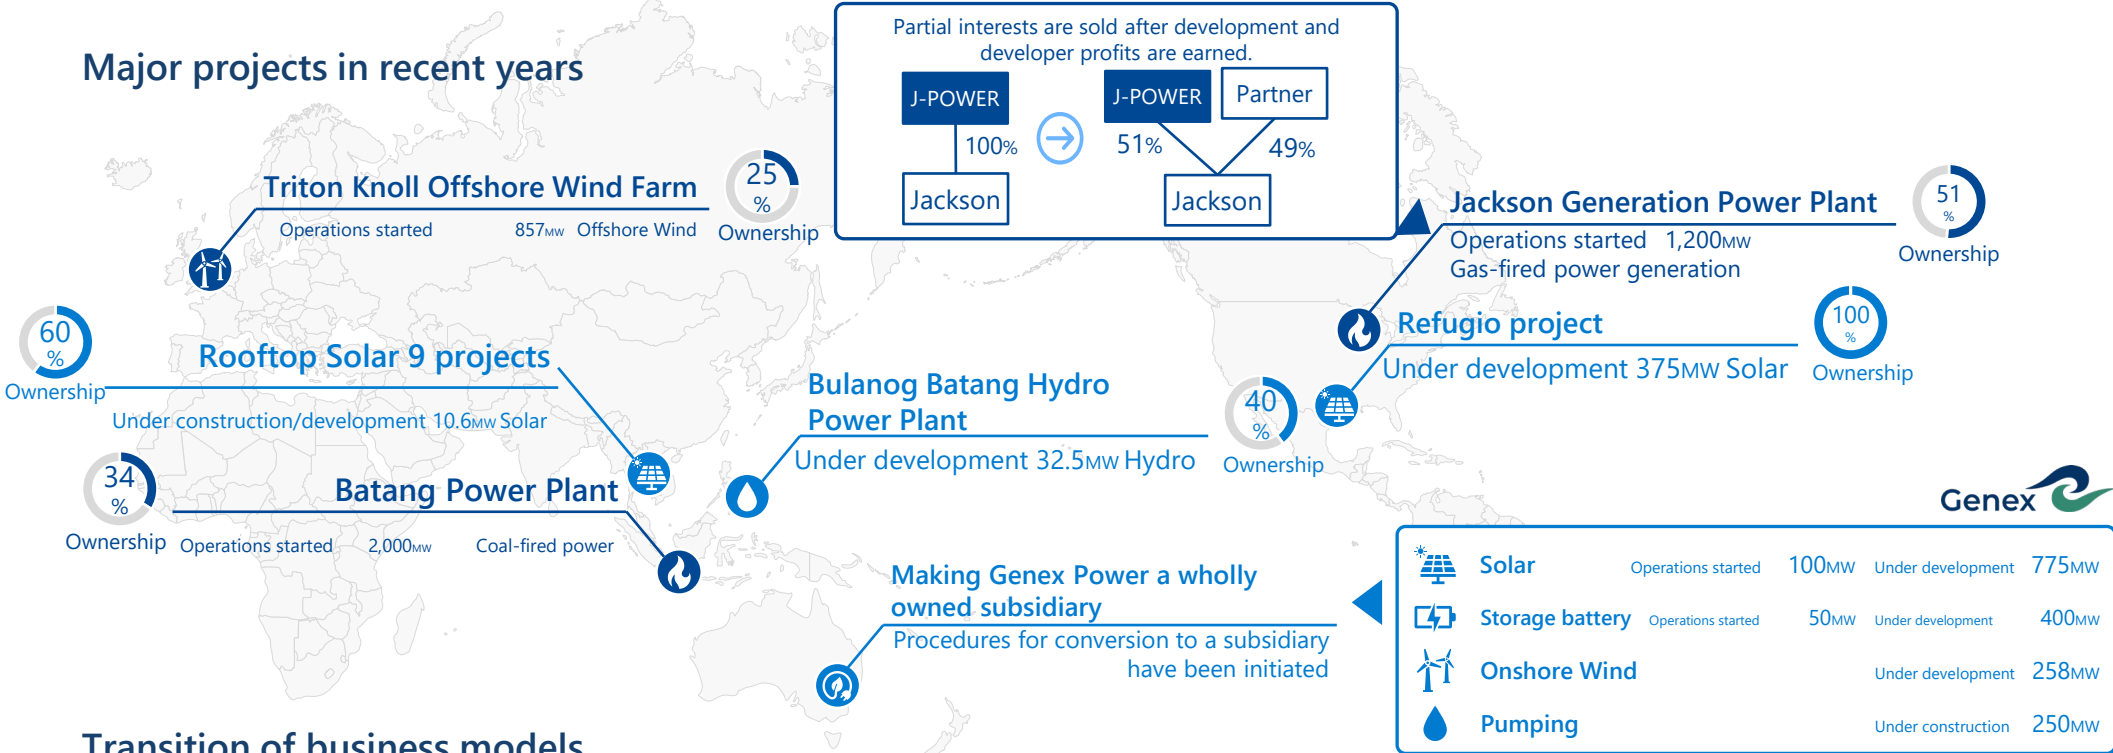 Major projects in recent years
Partial interests are sold after development and
developer profits are earned.
J-POWER
100%
Jackson
J-POWER
Partner
51%
49%
Jackson
Triton Knoll Offshore Wind Farm
Operations started 857MW Offshore Wind
25
%
Ownership
Jackson Generation Power Plant
Operations started 1,200MW
Gas-fired power generation
51
%
Ownership
60
%
Ownership
Rooftop Solar 9 projects
Under construction/development 10.6MW Solar
Refugio project
Under development 375MW Solar
100
%
Ownership
Bulanog Batang Hydro
Power Plant
Under development 32.5MW Hydro
40
%
Ownership
34
%
Ownership
Batang Power Plant
Operations started 2,000MW Coal-fired power
Making Genex Power a wholly
owned subsidiary
Procedures for conversion to a subsidiary
have been initiated
Genex
Solar Operations started 100MW Under development 775MW
Storage battery Operations started 50MW Under development 400MW
Onshore Wind Under development 258MW
Pumping Under construction 250MW
Transition of business models